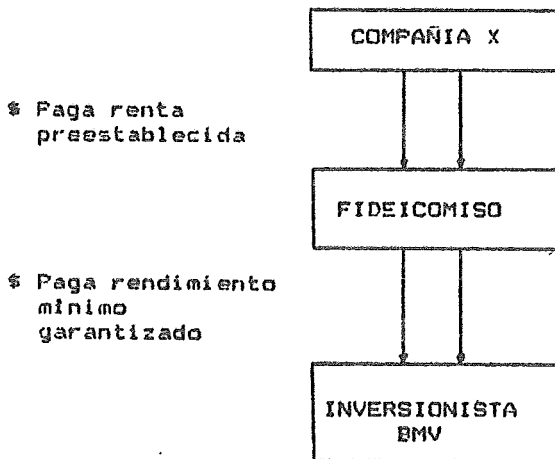 COMPAÑIA X
$ Paga renta
preestablecida
FIDEICOMISO
$ Paga rendimiento
mínimo
garantizado
INVERSIONISTA
BMV